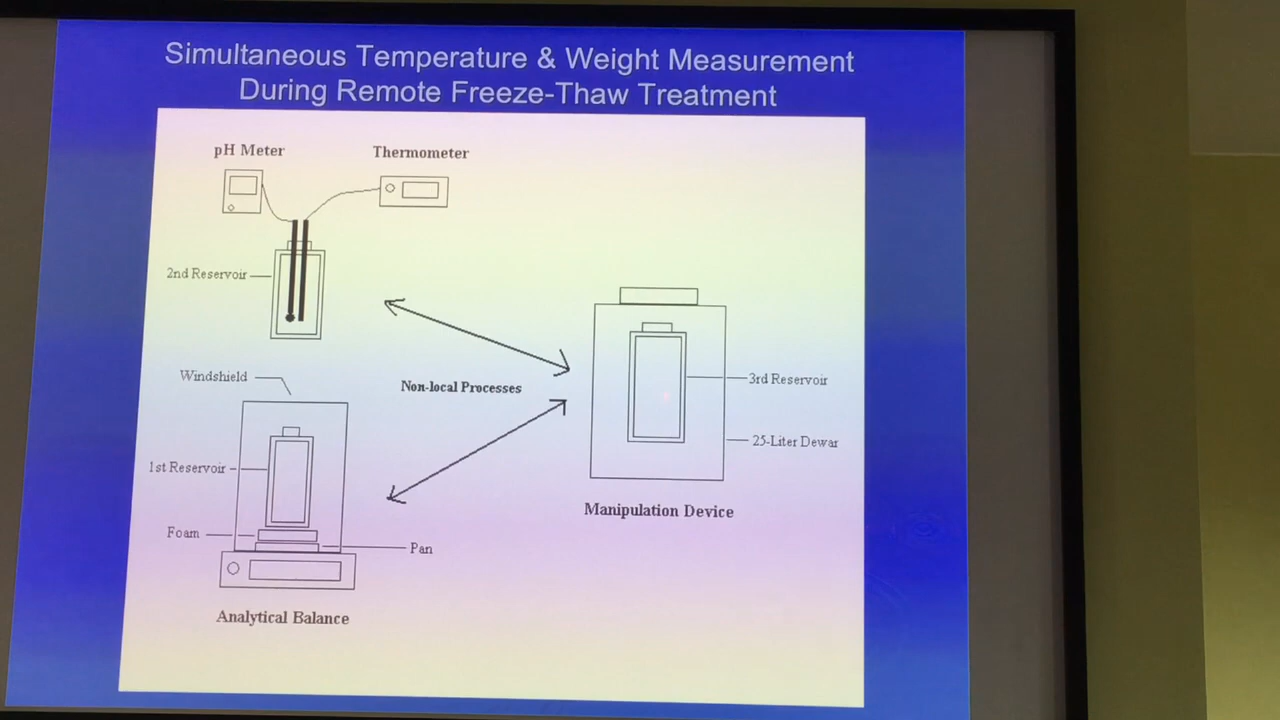 Simultaneous Temperature & Weight Measurement
During Remote Freeze-Thaw Treatment
pH Meter
Thermometer
2nd Reservoir
Windshield
Non-local Processes
3rd Reservoir
25-Liter Dewar
1st Reservoir
Manipulation Device
Foam
Pan
Analytical Balance